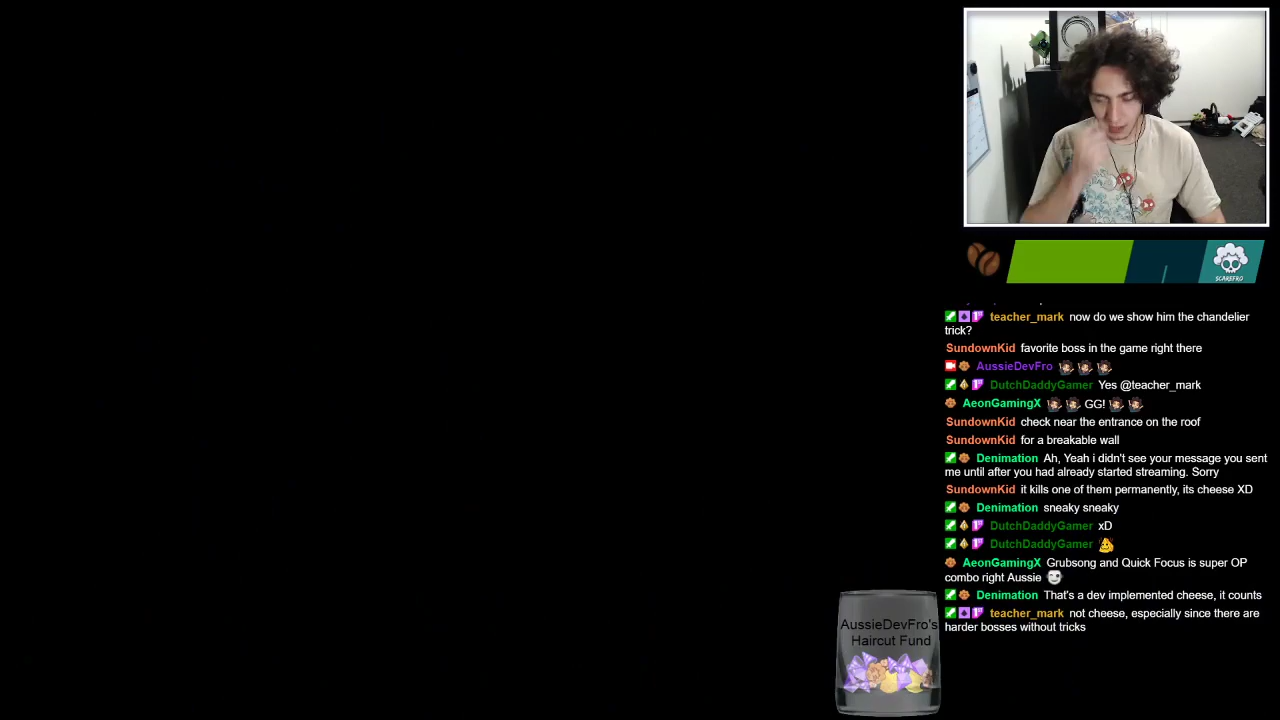 SCAREFRO
teacher_mark now do we show him the chandelier
trick?
SundownKid favorite boss in the game right there
AussieDevFro
DutchDaddyGamer Yes @teacher_mark
AeonGamingX GG!
SundownKid check near the entrance on the roof
SundownKid for a breakable wall
Denimation Ah, Yeah i didn't see your message you sent
me until after you had already started streaming. Sorry
SundownKid it kills one of them permanently, its cheese XD
Denimation sneaky sneaky
DutchDaddyGamer xD
DutchDaddyGamer
AeonGamingX Grubsong and Quick Focus is super OP
combo right Aussie
Denimation That's a dev implemented cheese, it counts
teacher_mark not cheese, especially since there are
harder bosses without tricks
AussieDevFro's
Haircut Fund